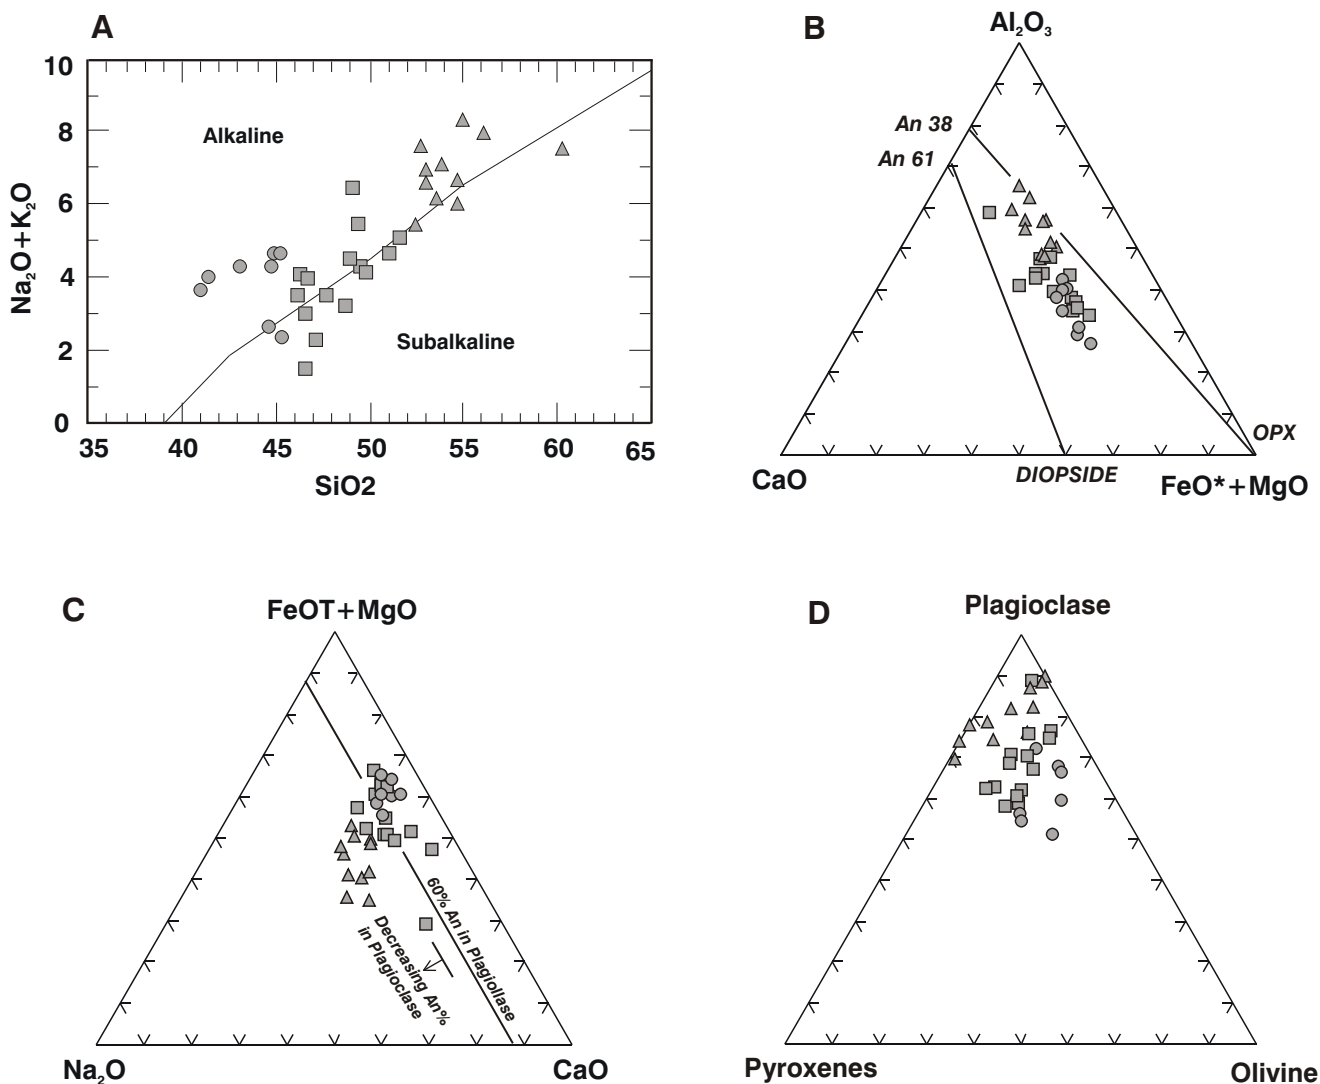 A
10
8
6
4
2
0
Na₂O+K₂O
Alkaline
Subalkaline
35 40 45 50 55 60 65
SiO2
B
Al₂O₃
An 38
An 61
OPX
CaO
DIOPSIDE
FeO*+MgO
C
FeOT+MgO
60% An in Plagiollase
Decreasing An%
in Plagioclase
Na₂O
CaO
D
Plagioclase
Pyroxenes
Olivine